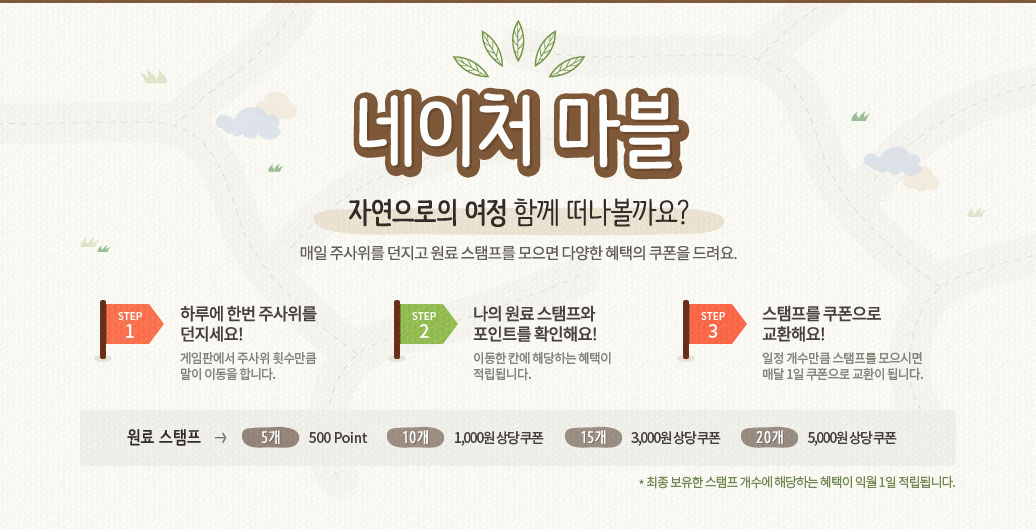 네이처 마블
자연으로의 여정 함께 떠나볼까요?
매일 주사위를 던지고 원료 스탬프를 모으면 다양한 혜택의 쿠폰을 드려요.
STEP
1
하루에 한번 주사위를
던지세요!
게임판에서 주사위 횟수만큼
말이 이동을 합니다.
STEP
2
나의 원료 스탬프와
포인트를 확인해요!
이동한 칸에 해당하는 혜택이
적립됩니다.
STEP
3
스탬프를 쿠폰으로
교환해요!
일정 개수만큼 스탬프를 모으시면
매달 1일 쿠폰으로 교환이 됩니다.
원료 스탬프 → 5개 500 Point 10개 1,000원 상당 쿠폰 15개 3,000원 상당 쿠폰 20개 5,000원 상당 쿠폰
* 최종 보유한 스탬프 개수에 해당하는 혜택이 익월 1일 적립됩니다.